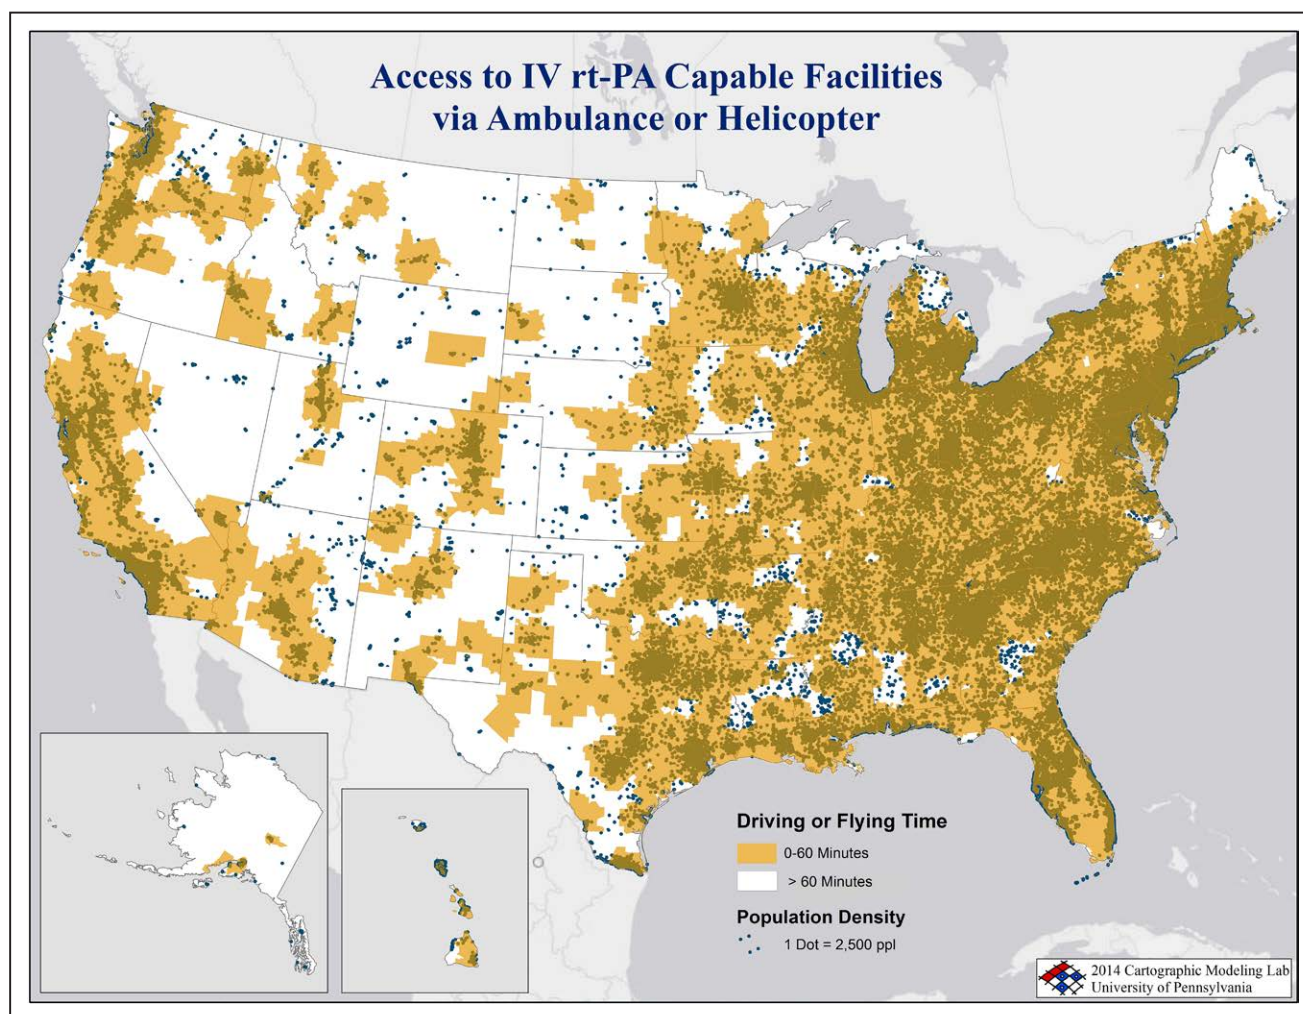 Access to IV rt-PA Capable Facilities
via Ambulance or Helicopter
Driving or Flying Time
0-60 Minutes
> 60 Minutes
Population Density
1 Dot = 2,500 ppl
2014 Cartographic Modeling Lab
University of Pennsylvania